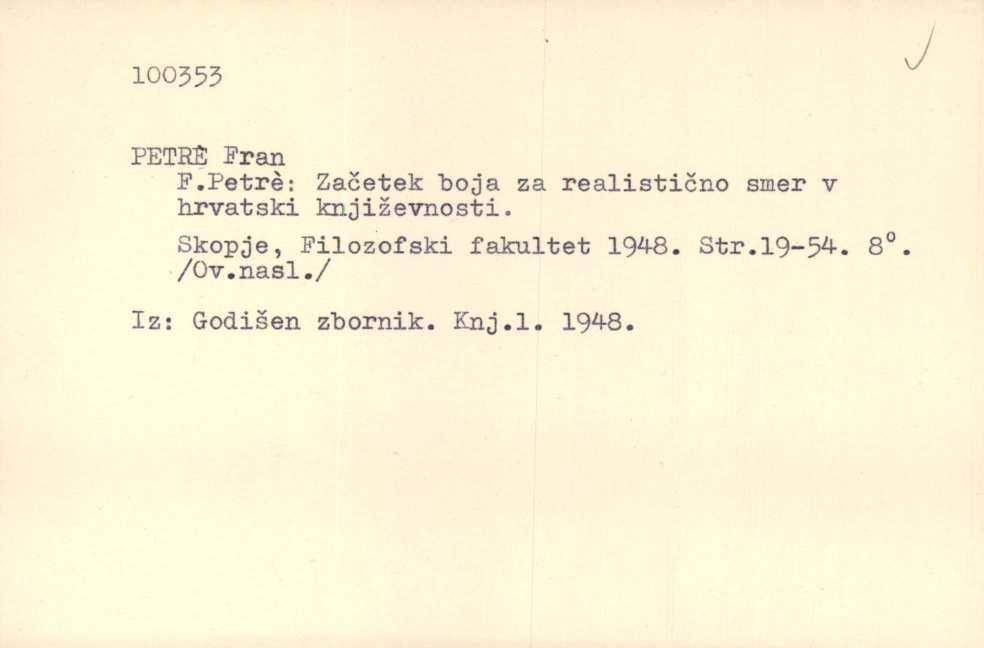 100353
PETRÈ Fran
F.Petrè: Začetek boja za realistično smer v
hrvatski književnosti.
Skopje, Filozofski fakultet 1948. Str.19-54. 8°.
/Ov.nasl./
Iz: Godišen zbornik. Knj.1. 1948.